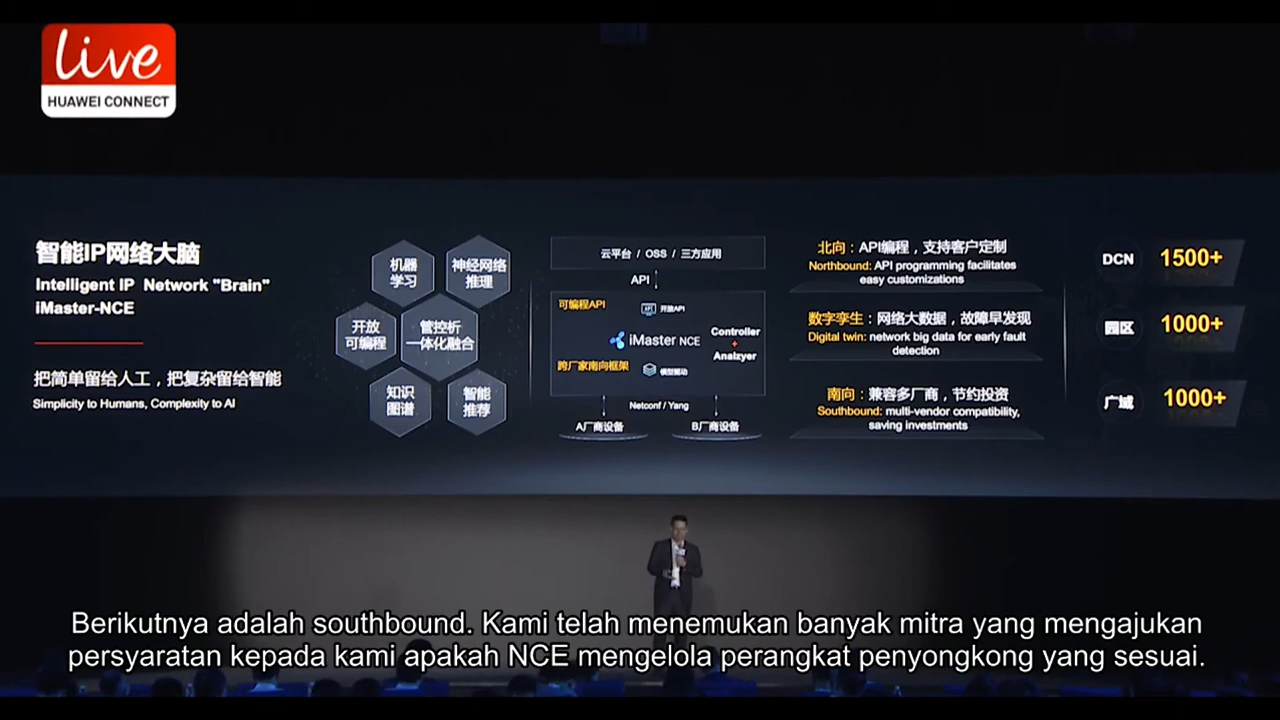 Live
HUAWEI CONNECT
智能IP网络大脑
Intelligent IP Network "Brain"
iMaster-NCE
把简单留给人工，把复杂留给智能
Simplicity to Humans, Complexity to AI
机器
学习
神经网络
推理
开放
可编程
管控析
一体化融合
知识
图谱
智能
推荐
云平台 / OSS / 三方应用
API
可编程API
API
开放API
iMaster NCE
Controller
+
Analzyer
跨厂家南向框架
模型驱动
Netconf / Yang
A厂商设备
B厂商设备
北向：API编程，支持客户定制
Northbound: API programming facilitates
easy customizations
数字孪生：网络大数据，故障早发现
Digital twin: network big data for early fault
detection
南向：兼容多厂商，节约投资
Southbound: multi-vendor compatibility,
saving investments
DCN 1500+
园区 1000+
广域 1000+
Berikutnya adalah southbound. Kami telah menemukan banyak mitra yang mengajukan
persyaratan kepada kami apakah NCE mengelola perangkat penyongkong yang sesuai.